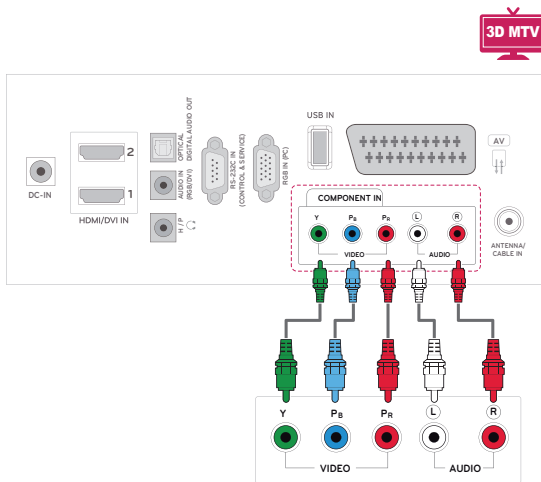 3D MTV
USB IN
AV
OPTICAL
DIGITAL AUDIO OUT
2
AUDIO IN
(RGB/DVI)
RS-232C IN
(CONTROL & SERVICE)
RGB IN (PC)
DC-IN
1
HDMI/DVI IN
H / P
COMPONENT IN
Y PB PR L R
VIDEO AUDIO
ANTENNA/
CABLE IN
Y PB PR L R
VIDEO AUDIO